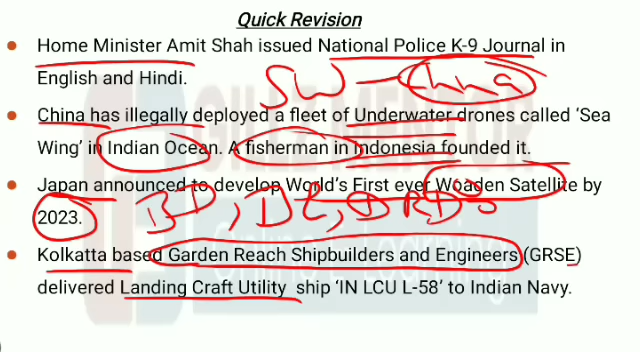 Quick Revision
Home Minister Amit Shah issued National Police K-9 Journal in
English and Hindi.
SW - China
China has illegally deployed a fleet of Underwater drones called ‘Sea
Wing’ in Indian Ocean. A fisherman in Indonesia founded it.
Japan announced to develop World’s First ever Wooden Satellite by
2023.
Kolkatta based Garden Reach Shipbuilders and Engineers (GRSE)
delivered Landing Craft Utility ship ‘IN LCU L-58’ to Indian Navy.